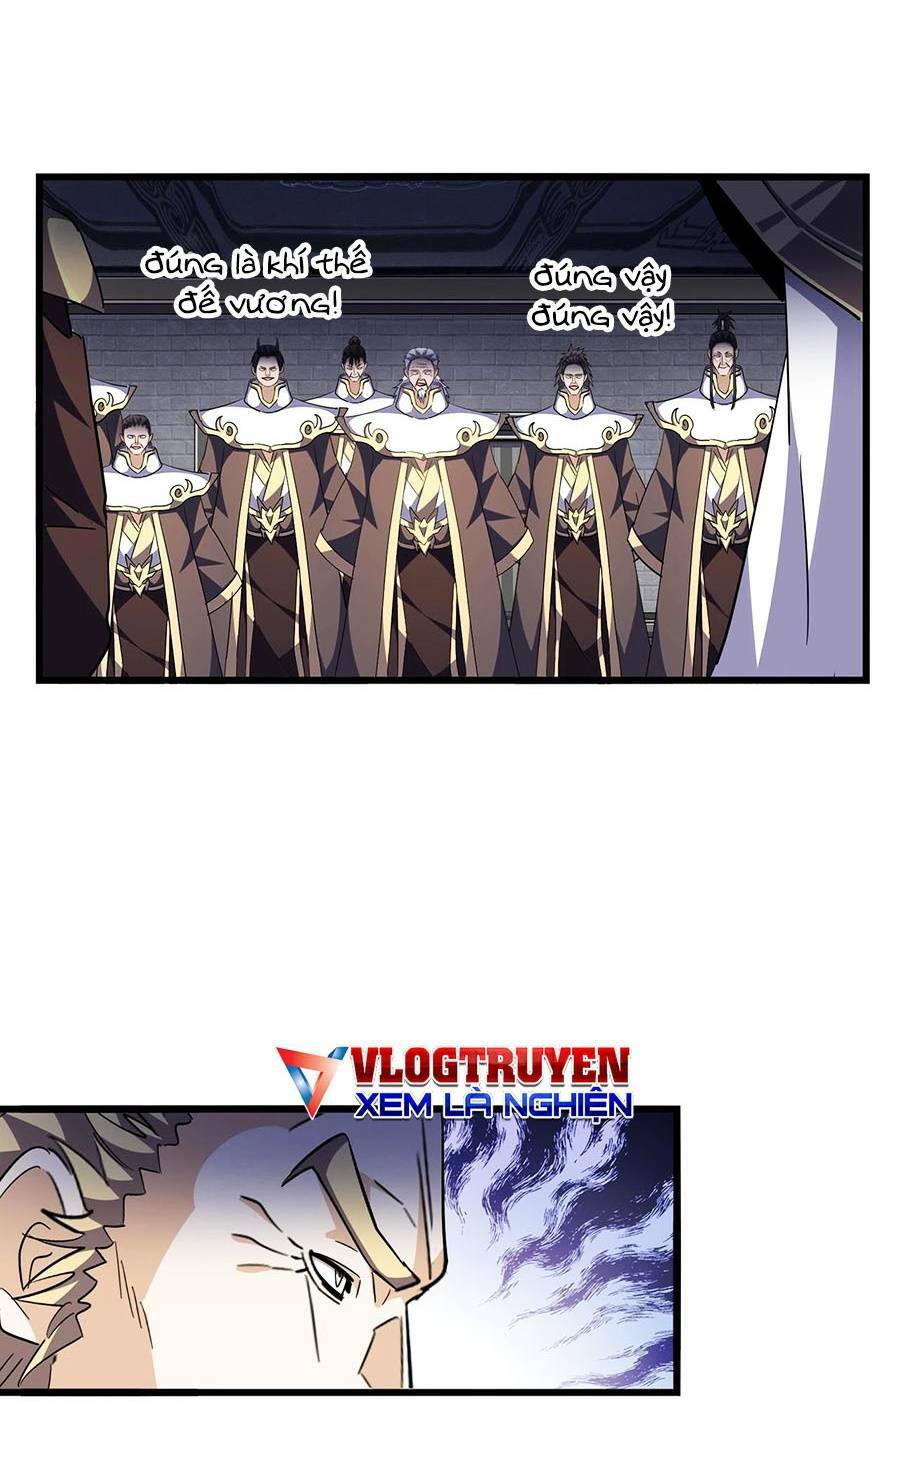 đúng là khí thế
đế vương!
đúng vậy
đúng vậy!
VLOGTRUYEN
XEM LÀ NGHIỆN